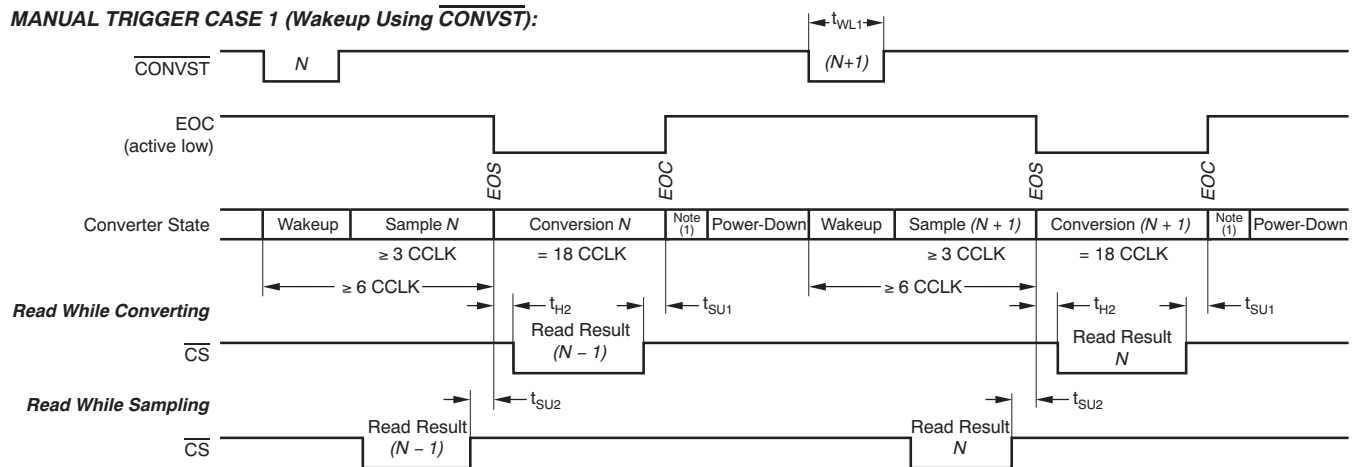 MANUAL TRIGGER CASE 1 (Wakeup Using CONVST):
tWL1
CONVST
N
(N+1)
EOC
(active low)
EOS
EOC
EOS
EOC
Converter State
Wakeup
Sample N
Conversion N
Note
(1)
Power-Down
Wakeup
Sample (N + 1)
Conversion (N + 1)
Note
(1)
Power-Down
≥ 3 CCLK
= 18 CCLK
≥ 3 CCLK
= 18 CCLK
≥ 6 CCLK
≥ 6 CCLK
Read While Converting
tH2
tSU1
tH2
tSU1
CS
Read Result
(N − 1)
Read Result
N
Read While Sampling
tSU2
tSU2
CS
Read Result
(N − 1)
Read Result
N